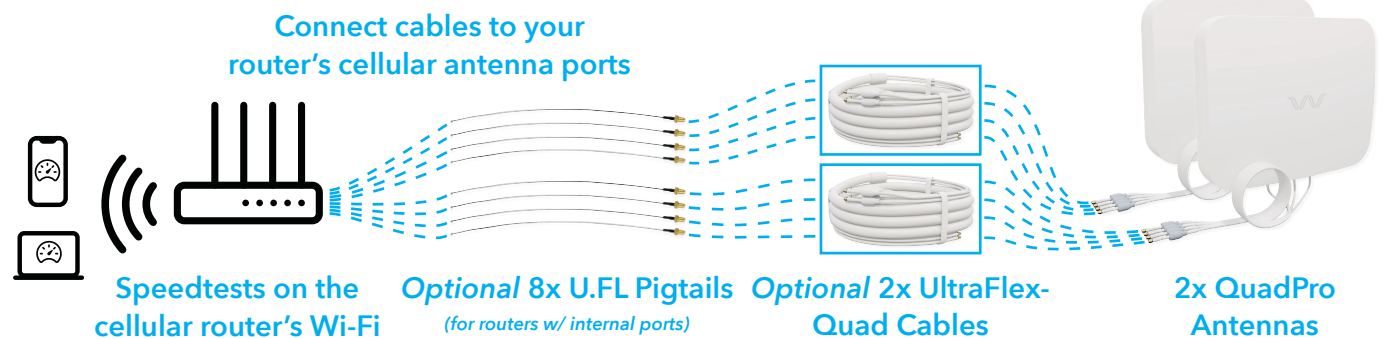 Connect cables to your
router's cellular antenna ports
Speedtests on the
cellular router's Wi-Fi
Optional 8x U.FL Pigtails
(for routers w/ internal ports)
Optional 2x UltraFlex-
Quad Cables
2x QuadPro
Antennas